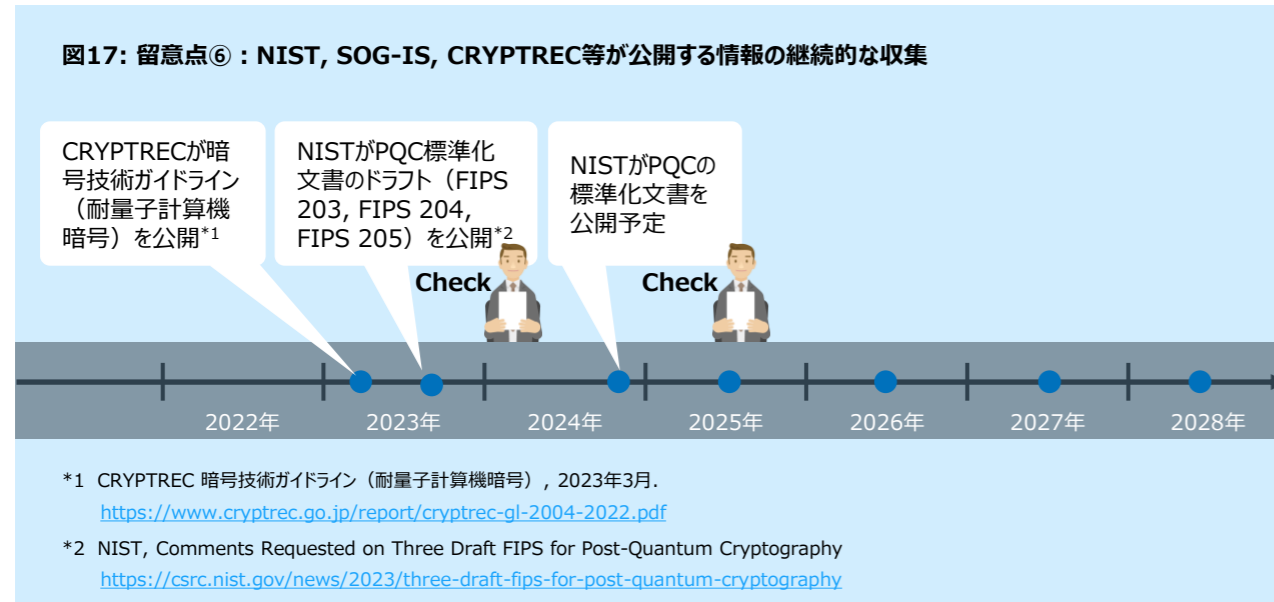 図17: 留意点⑥ : NIST, SOG-IS, CRYPTREC等が公開する情報の継続的な収集
CRYPTRECが暗
号技術ガイドライン
（耐量子計算機
暗号）を公開*1
NISTがPQC標準化
文書のドラフト（FIPS
203, FIPS 204,
FIPS 205）を公開*2
NISTがPQCの
標準化文書を
公開予定
Check
Check
2022年
2023年
2024年
2025年
2026年
2027年
2028年
*1 CRYPTREC 暗号技術ガイドライン（耐量子計算機暗号）, 2023年3月.
https://www.cryptrec.go.jp/report/cryptrec-gl-2004-2022.pdf
*2 NIST, Comments Requested on Three Draft FIPS for Post-Quantum Cryptography
https://csrc.nist.gov/news/2023/three-draft-fips-for-post-quantum-cryptography